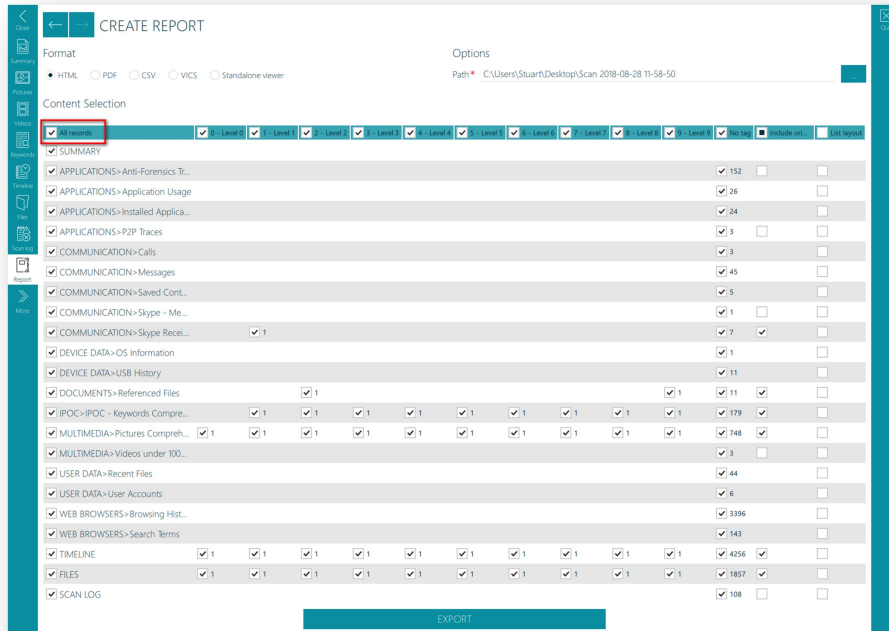 CREATE REPORT
Close
Summary
Pictures
Videos
Keywords
Timeline
Files
Scan log
Report
More
Format
HTML PDF CSV VICS Standalone viewer
Options
Path* C:\Users\Stuart\Desktop\Scan 2018-08-28 11-58-50
...
Content Selection
All records 0 - Level 0 1 - Level 1 2 - Level 2 3 - Level 3 4 - Level 4 5 - Level 5 6 - Level 6 7 - Level 7 8 - Level 8 9 - Level 9 No tag Include ori... List layout
SUMMARY
APPLICATIONS>Anti-Forensics Tr... 152
APPLICATIONS>Application Usage 26
APPLICATIONS>Installed Applica... 24
APPLICATIONS>P2P Traces 3
COMMUNICATION>Calls 3
COMMUNICATION>Messages 45
COMMUNICATION>Saved Cont... 5
COMMUNICATION>Skype - Me... 1
COMMUNICATION>Skype Recei... 1 7
DEVICE DATA>OS Information 1
DEVICE DATA>USB History 11
DOCUMENTS>Referenced Files 1 1 11
IPOC>IPOC - Keywords Compre... 1 1 1 1 1 1 1 1 1 179
MULTIMEDIA>Pictures Compreh... 1 1 1 1 1 1 1 1 1 1 748
MULTIMEDIA>Videos under 100... 3
USER DATA>Recent Files 44
USER DATA>User Accounts 6
WEB BROWSERS>Browsing Hist... 3396
WEB BROWSERS>Search Terms 143
TIMELINE 1 1 1 1 1 1 1 1 1 1 4256
FILES 1 1 1 1 1 1 1 1 1 1 1857
SCAN LOG 108
EXPORT